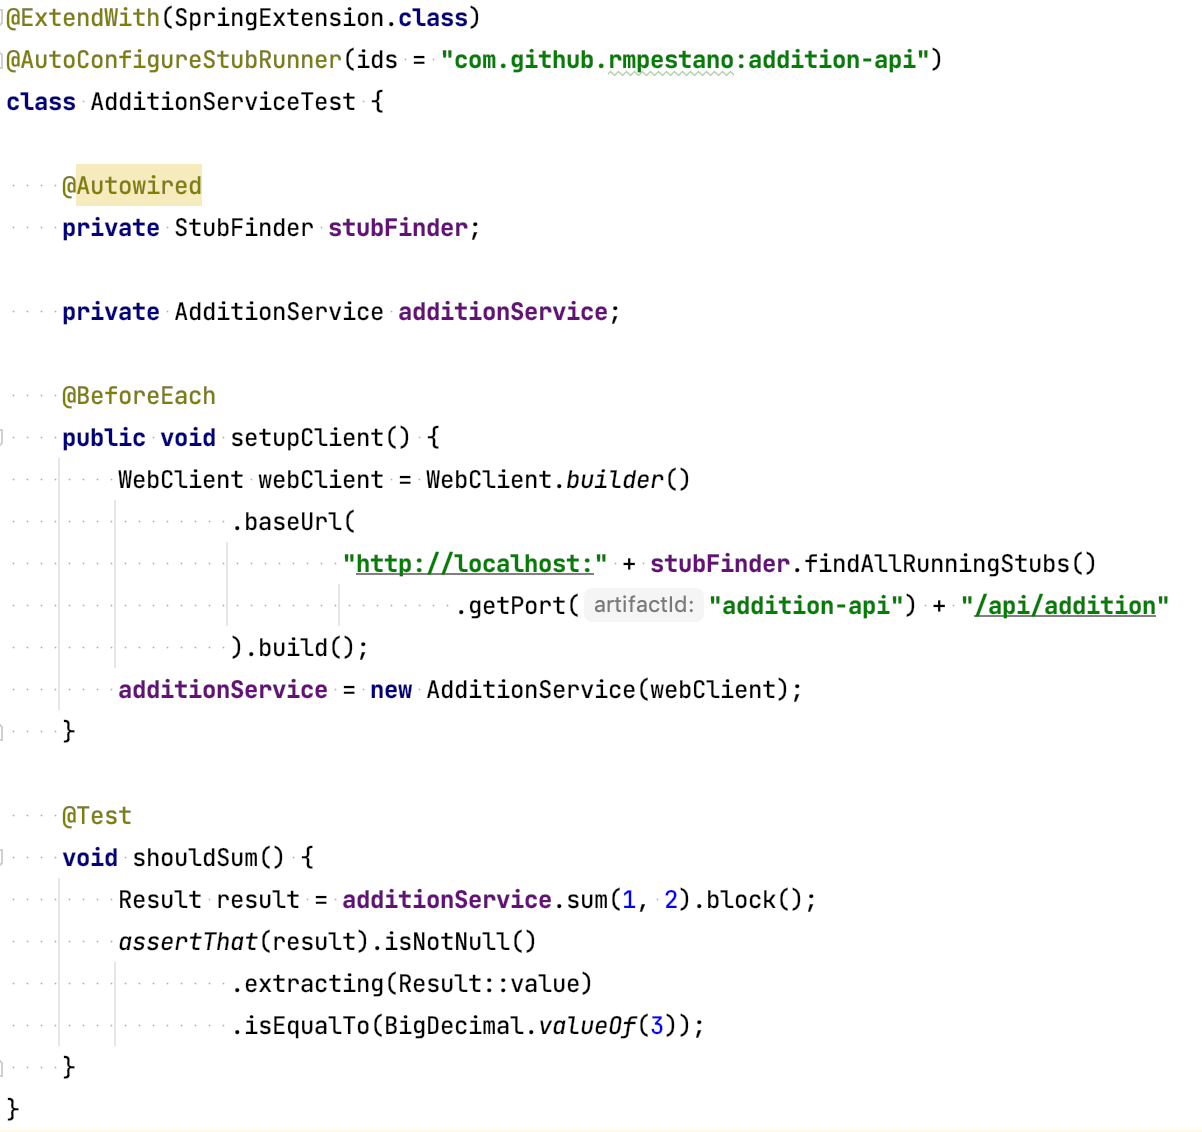 @ExtendWith(SpringExtension.class)
@AutoConfigureStubRunner(ids = "com.github.rmpestano:addition-api")
class AdditionServiceTest {
@Autowired
private StubFinder stubFinder;
private AdditionService additionService;
@BeforeEach
public void setupClient() {
WebClient webClient = WebClient.builder()
.baseUrl(
"http://localhost:" + stubFinder.findAllRunningStubs()
.getPort( artifactId: "addition-api") + "/api/addition"
).build();
additionService = new AdditionService(webClient);
}
@Test
void shouldSum() {
Result result = additionService.sum(1, 2).block();
assertThat(result).isNotNull()
.extracting(Result::value)
.isEqualTo(BigDecimal.valueOf(3));
}
}